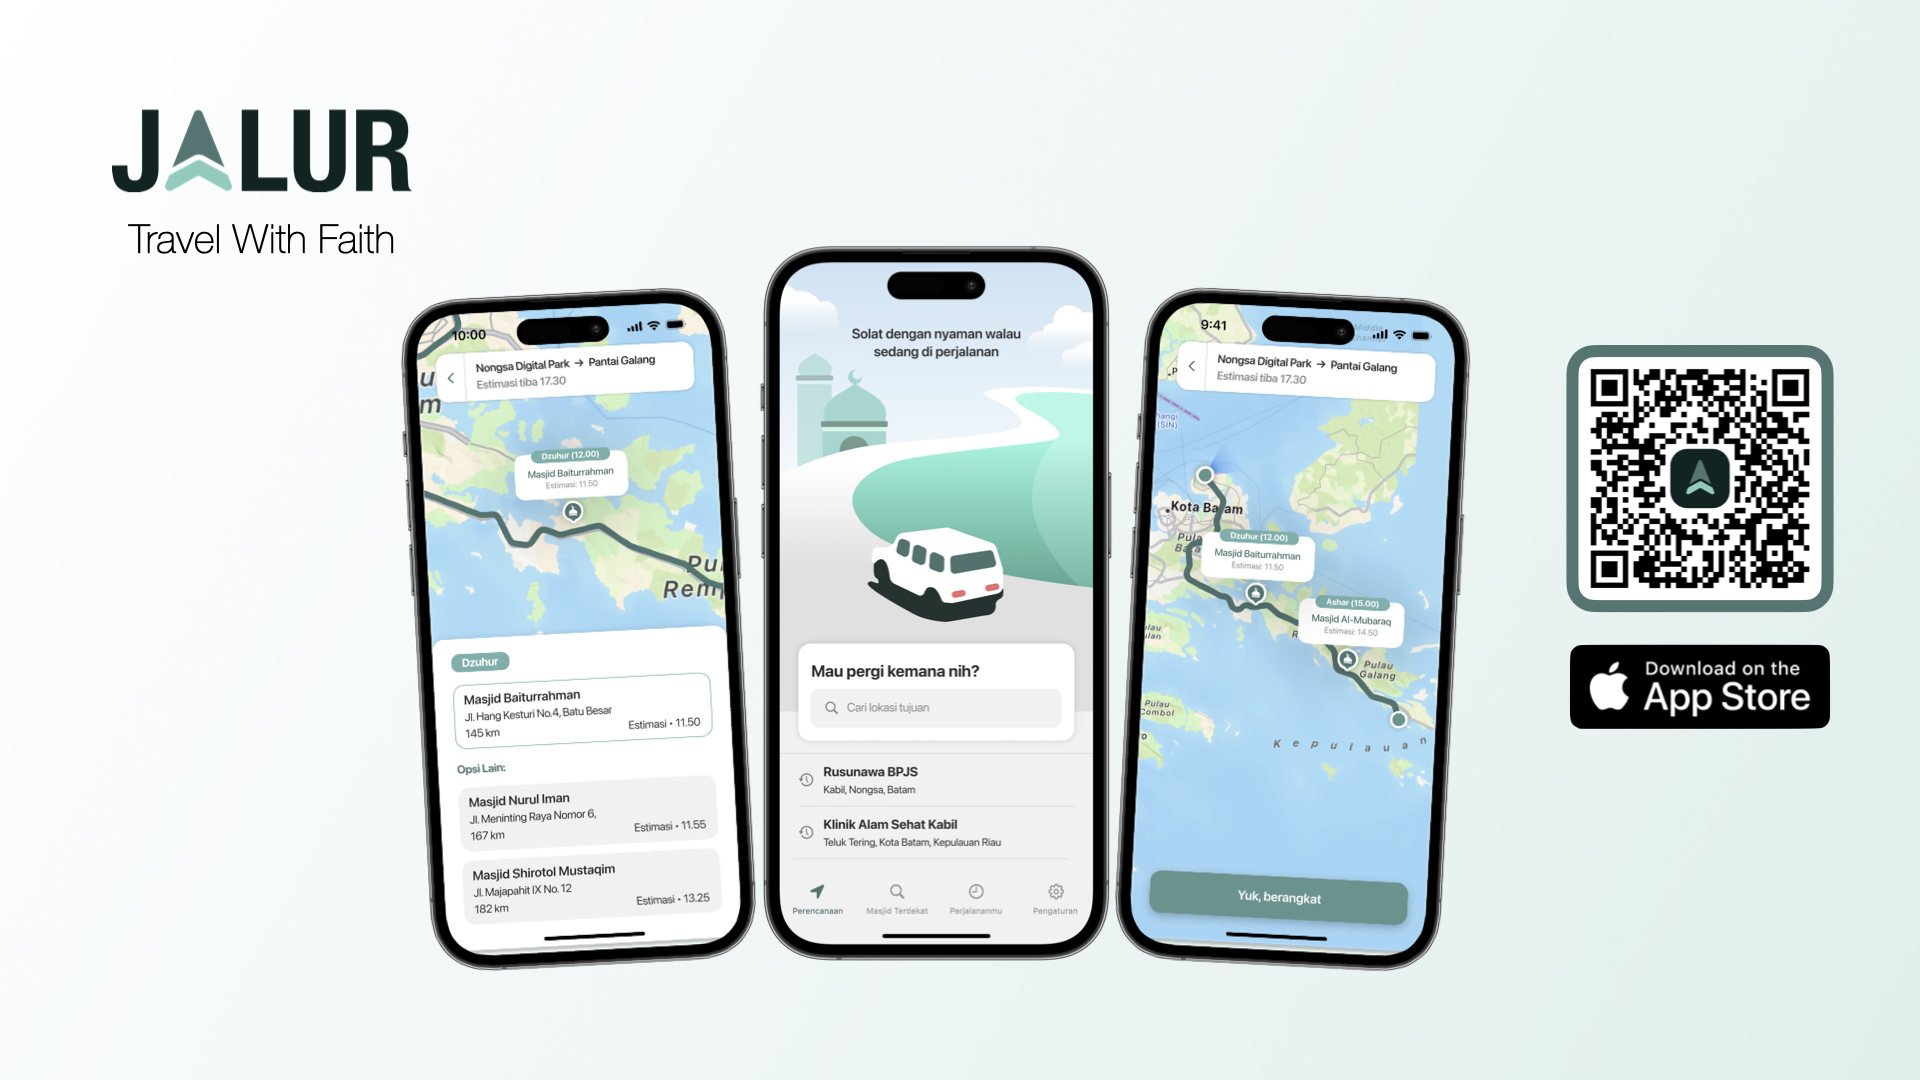 JALUR
Travel With Faith
10:00
Nongsa Digital Park → Pantai Galang
Estimasi tiba 17.30
Dzuhur (12.00)
Masjid Baiturrahman
Estimasi: 11.50
Dzuhur
Masjid Baiturrahman
Jl. Hang Kesturi No.4, Batu Besar
145 km
Estimasi • 11.50
Opsi Lain:
Masjid Nurul Iman
Jl. Meninting Raya Nomor 6,
167 km
Estimasi • 11.55
Masjid Shirotol Mustaqim
Jl. Majapahit IX No. 12
182 km
Estimasi • 13.25
Solat dengan nyaman walau
sedang di perjalanan
Mau pergi kemana nih?
Cari lokasi tujuan
Rusunawa BPJS
Kabil, Nongsa, Batam
Klinik Alam Sehat Kabil
Teluk Tering, Kota Batam, Kepulauan Riau
Perencanaan
Masjid Terdekat
Perjalananmu
Pengaturan
9:41
Middle
Nongsa Digital Park → Pantai Galang
Estimasi tiba 17.30
(SIN)
Kota Batam
Dzuhur (12.00)
Masjid Baiturrahman
Estimasi: 11.50
Ashar (15.00)
Masjid Al-Mubaraq
Estimasi: 14.50
Pulau
Galang
Pulau
Combol
Kepulauan
Yuk, berangkat
Download on the
App Store